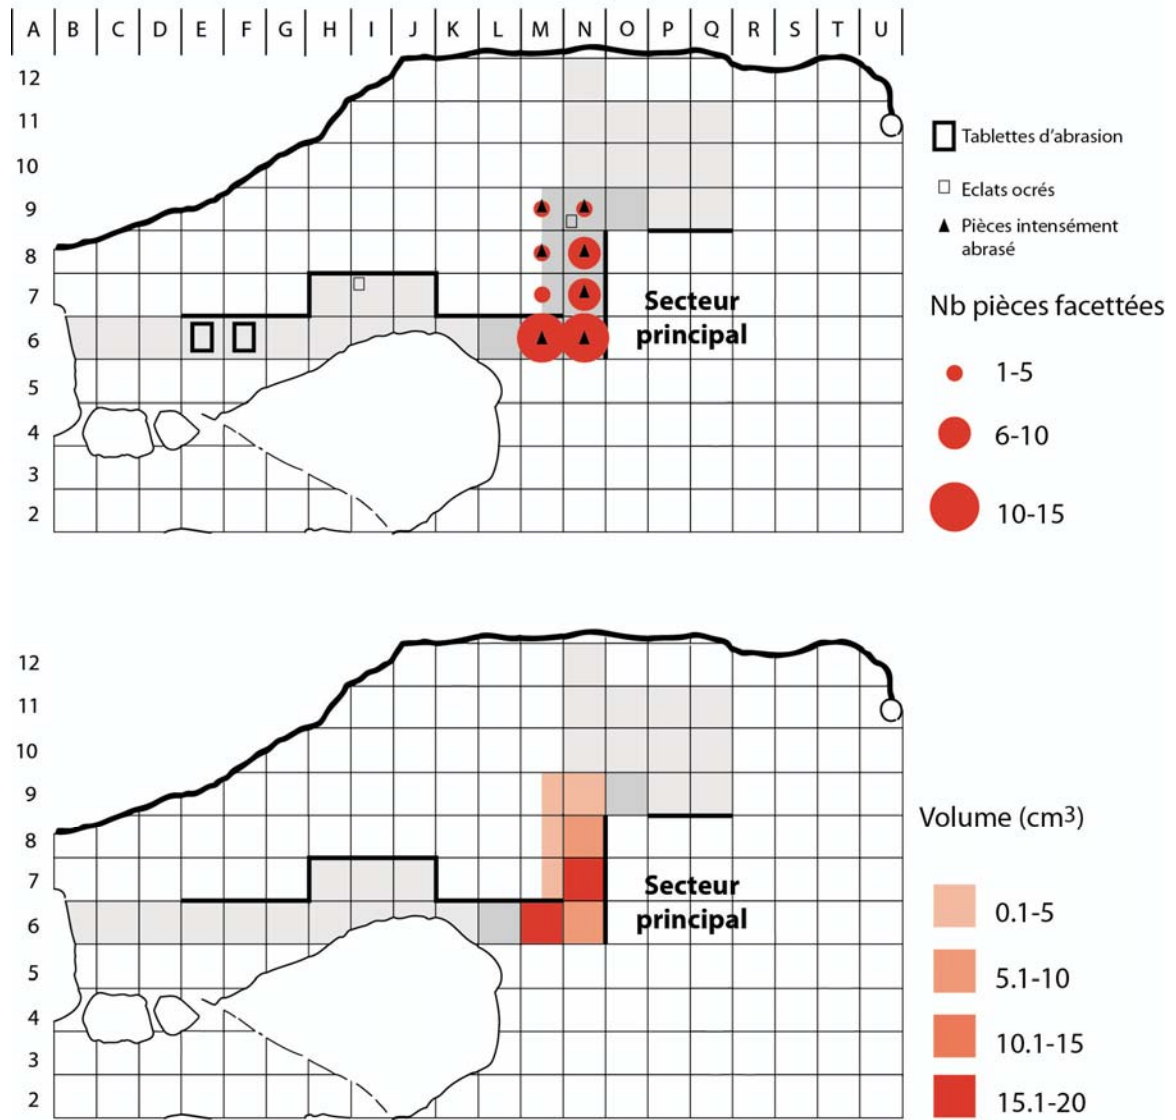 A B C D E F G H I J K L M N O P Q R S T U
12
11
10
9
8
7
6
5
4
3
2
Secteur
principal
Tablettes d'abrasion
Eclats ocrés
Pièces intensément
abrasé
Nb pièces facettées
1-5
6-10
10-15
12
11
10
9
8
7
6
5
4
3
2
Secteur
principal
Volume (cm3)
0.1-5
5.1-10
10.1-15
15.1-20